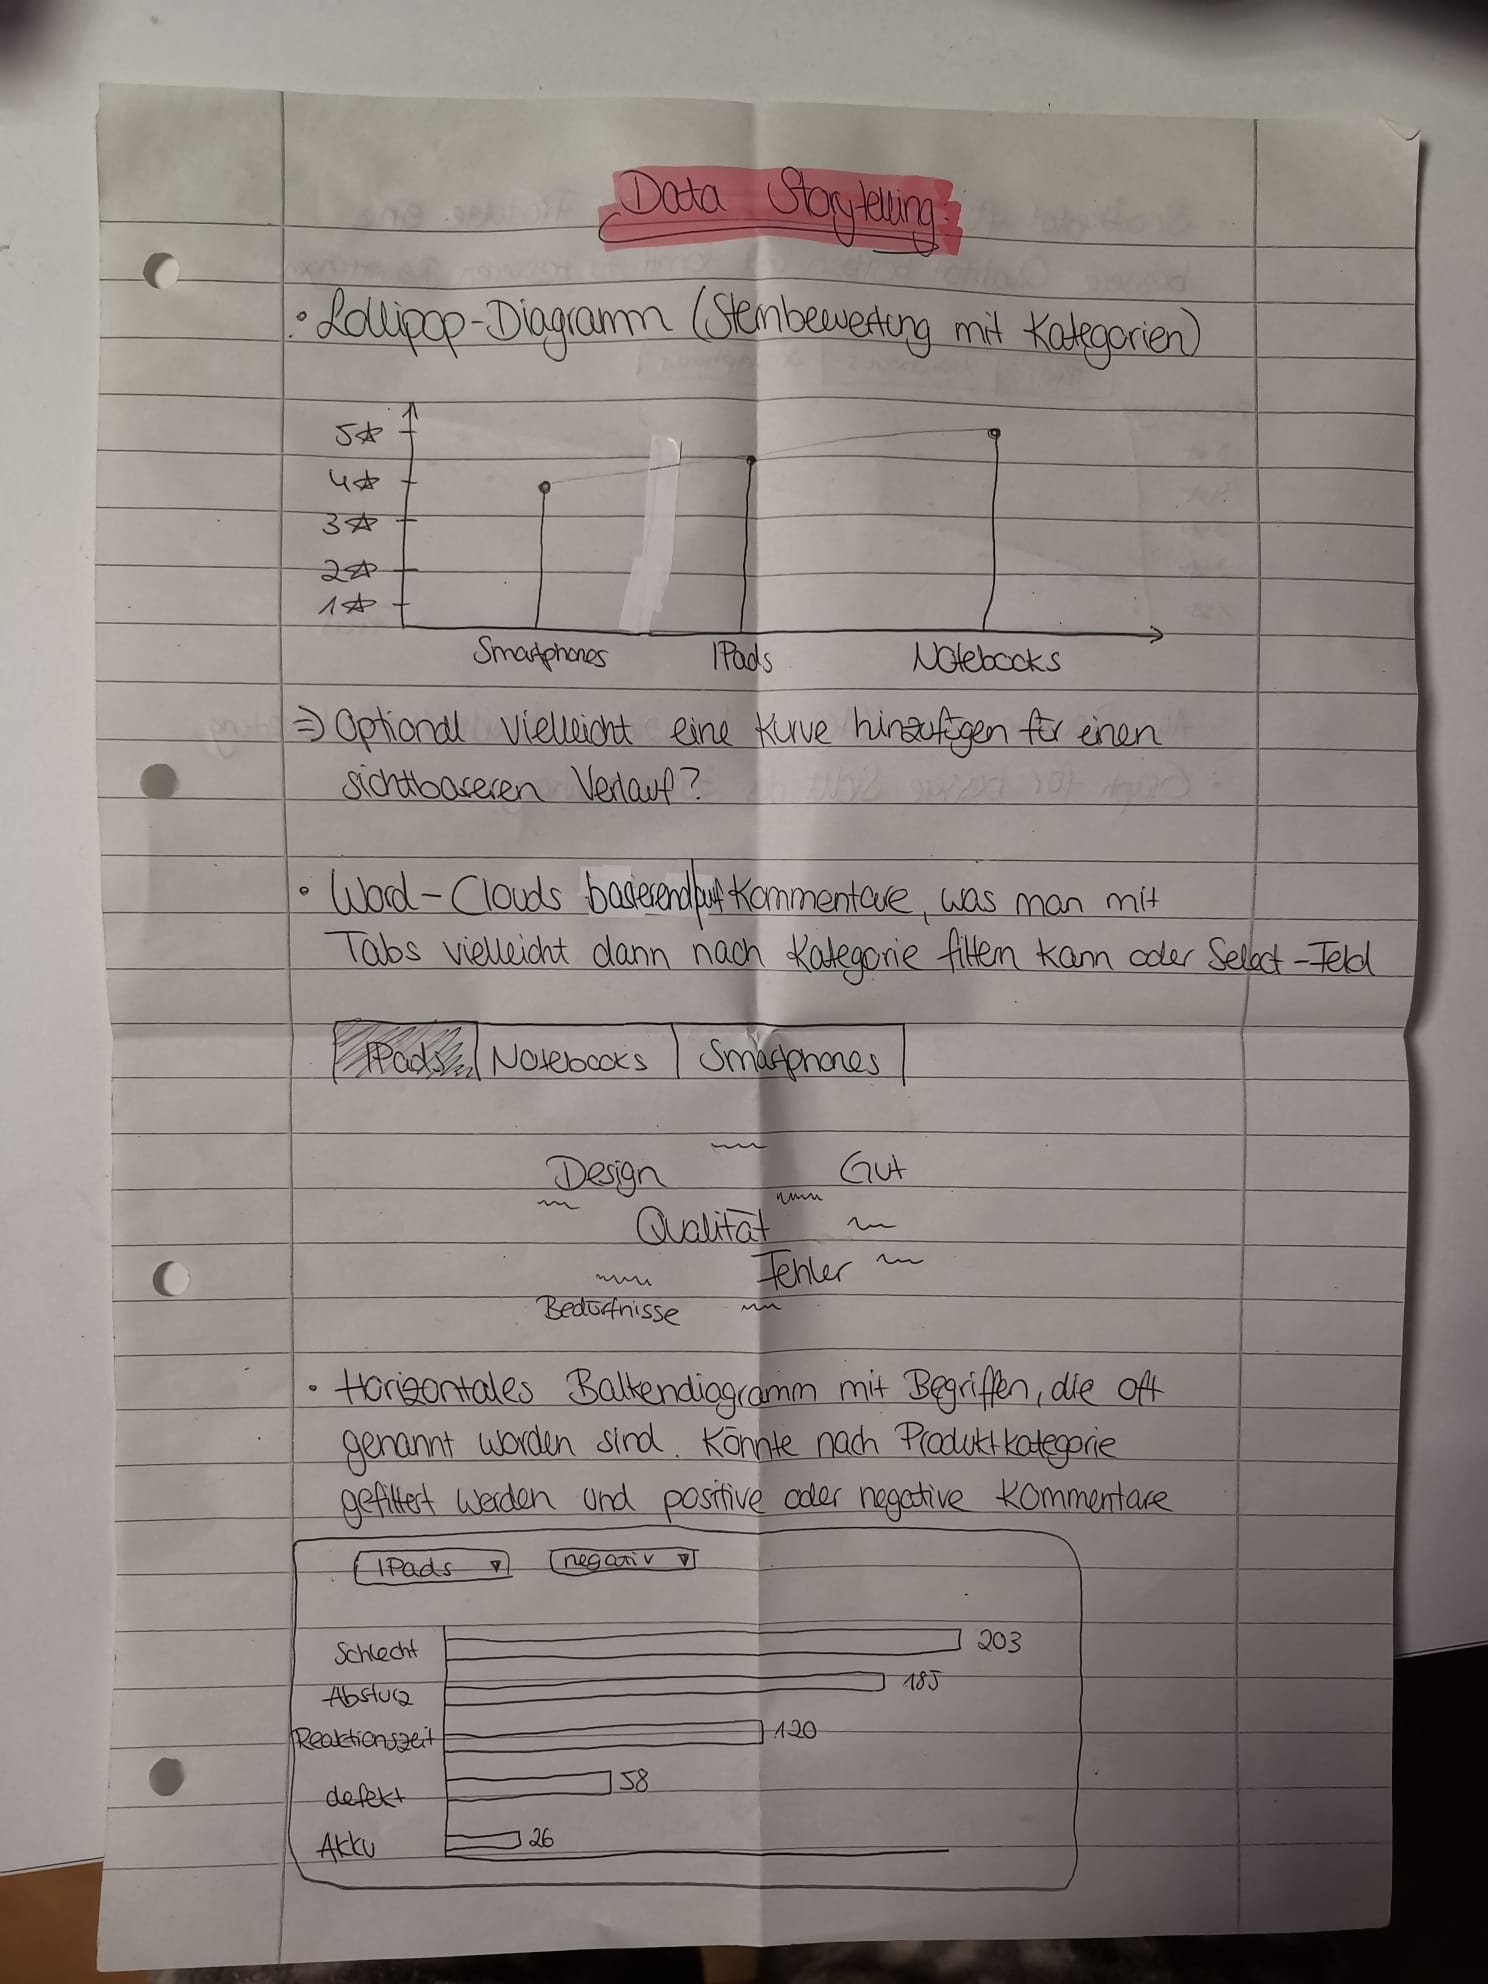 Data Storytelling
• Lollipop-Diagramm (Sternbewertung mit Kategorien)
5☆
4☆
3☆
2☆
1☆
Smartphones IPads Notebooks
⇒ Optional vielleicht eine Kurve hinzufügen für einen
sichtbareren Verlauf?
• Word-Clouds basierend auf Kommentare, was man mit
Tabs vielleicht dann nach Kategorie filtern kann oder Select-Feld
IPads Notebooks Smartphones
Design Gut
Qualität
Fehler
Bedürfnisse
• Horizontales Balkendiagramm mit Begriffen, die oft
genannt worden sind. Könnte nach Produktkategorie
gefiltert werden und positive oder negative Kommentare
IPads ▼ negativ ▼
Schlecht 203
Absturz 185
Reaktionszeit 120
defekt 58
Akku 26